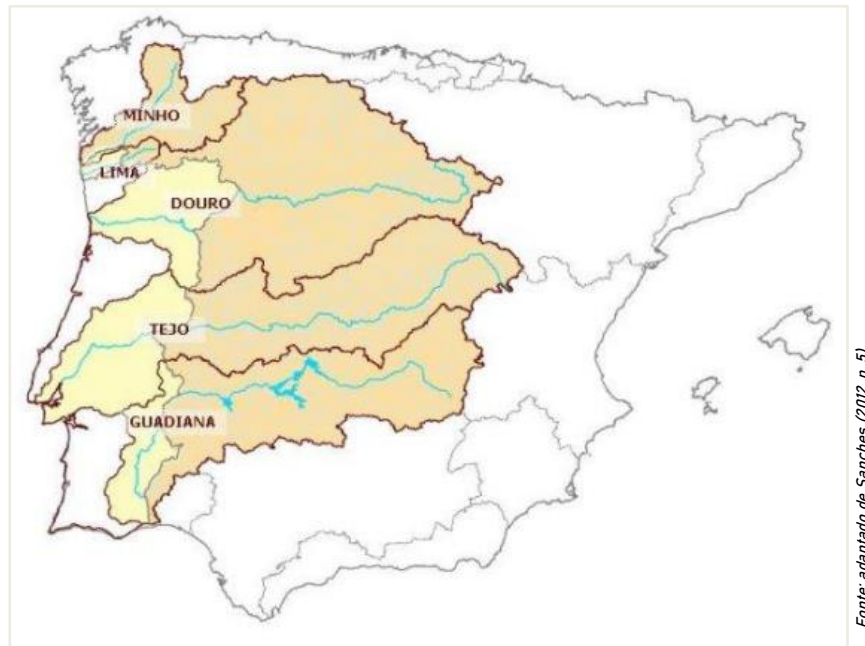 MINHO
LIMA
DOURO
TEJO
GUADIANA
Fonte: adaptado de Sanches (2012, p. 5)